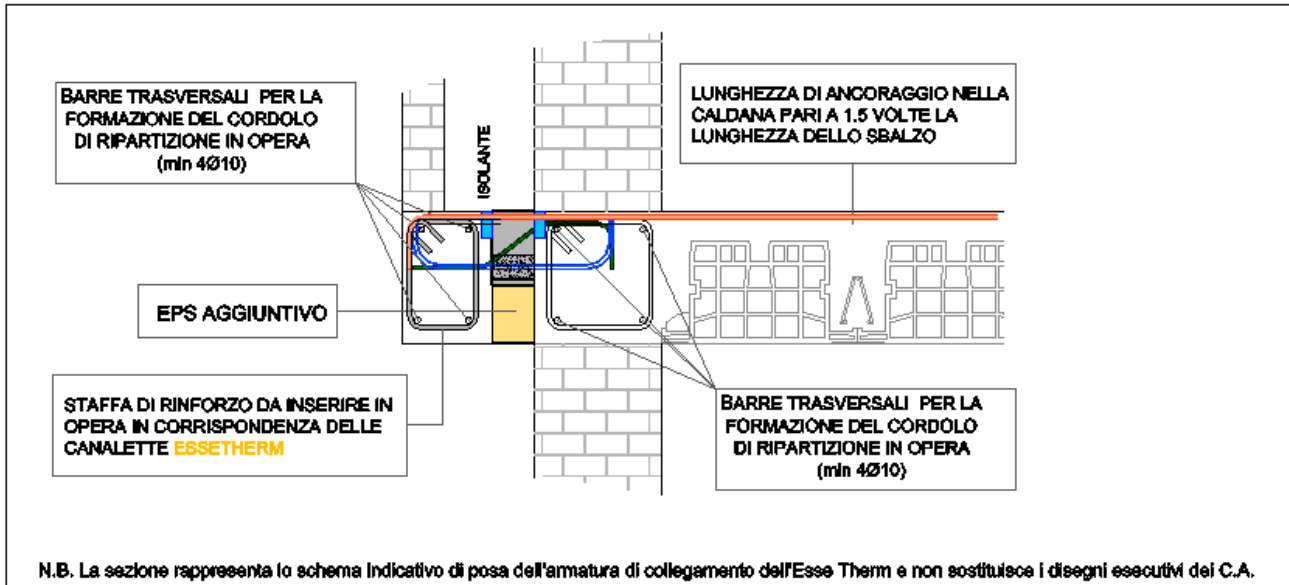 BARRE TRASVERSALI PER LA
FORMAZIONE DEL CORDOLO
DI RIPARTIZIONE IN OPERA
(min 4Ø10)
ISOLANTE
LUNGHEZZA DI ANCORAGGIO NELLA
CALDANA PARI A 1.5 VOLTE LA
LUNGHEZZA DELLO SBALZO
EPS AGGIUNTIVO
STAFFA DI RINFORZO DA INSERIRE IN
OPERA IN CORRISPONDENZA DELLE
CANALETTE ESSETHERM
BARRE TRASVERSALI PER LA
FORMAZIONE DEL CORDOLO
DI RIPARTIZIONE IN OPERA
(min 4Ø10)
N.B. La sezione rappresenta lo schema indicativo di posa dell'armatura di collegamento dell'Esse Therm e non sostituisce i disegni esecutivi dei C.A.